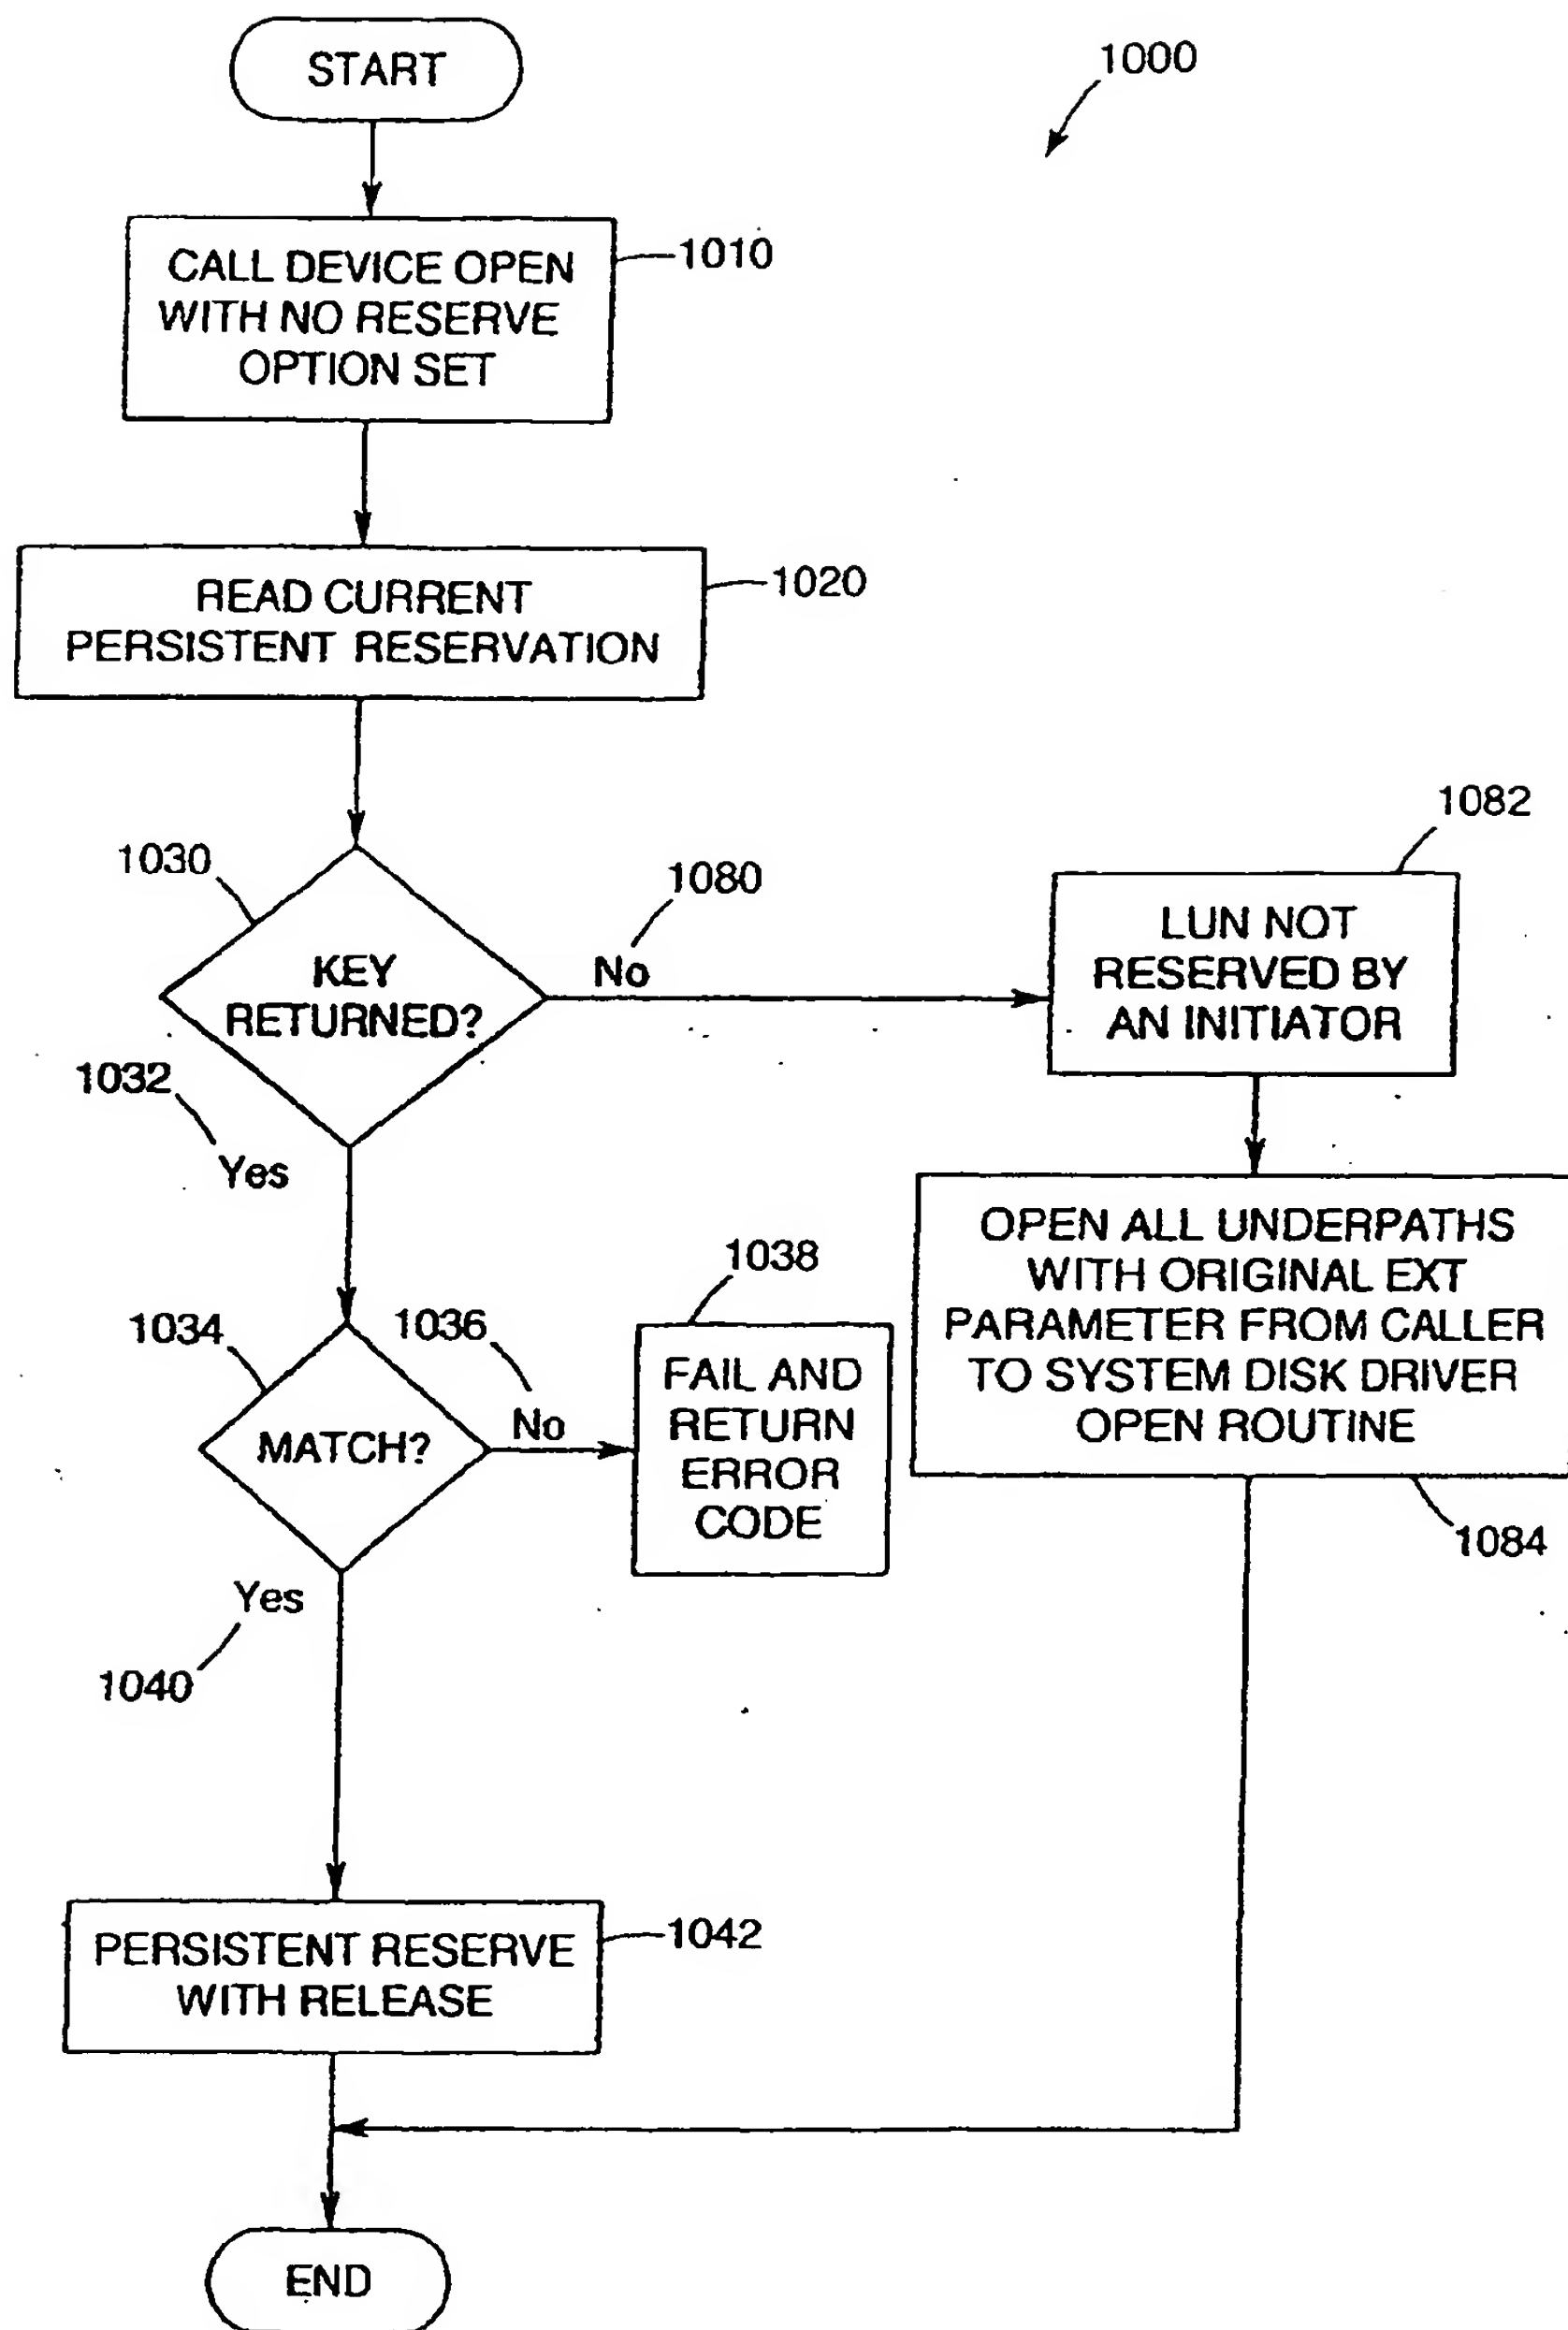 START
1000
CALL DEVICE OPEN
WITH NO RESERVE
OPTION SET
1010
READ CURRENT
PERSISTENT RESERVATION
1020
1030
KEY
RETURNED?
1080
No
1082
LUN NOT
RESERVED BY
AN INITIATOR
1032
Yes
OPEN ALL UNDERPATHS
WITH ORIGINAL EXT
PARAMETER FROM CALLER
TO SYSTEM DISK DRIVER
OPEN ROUTINE
1084
1034
MATCH?
1036
No
1038
FAIL AND
RETURN
ERROR
CODE
Yes
1040
PERSISTENT RESERVE
WITH RELEASE
1042
END